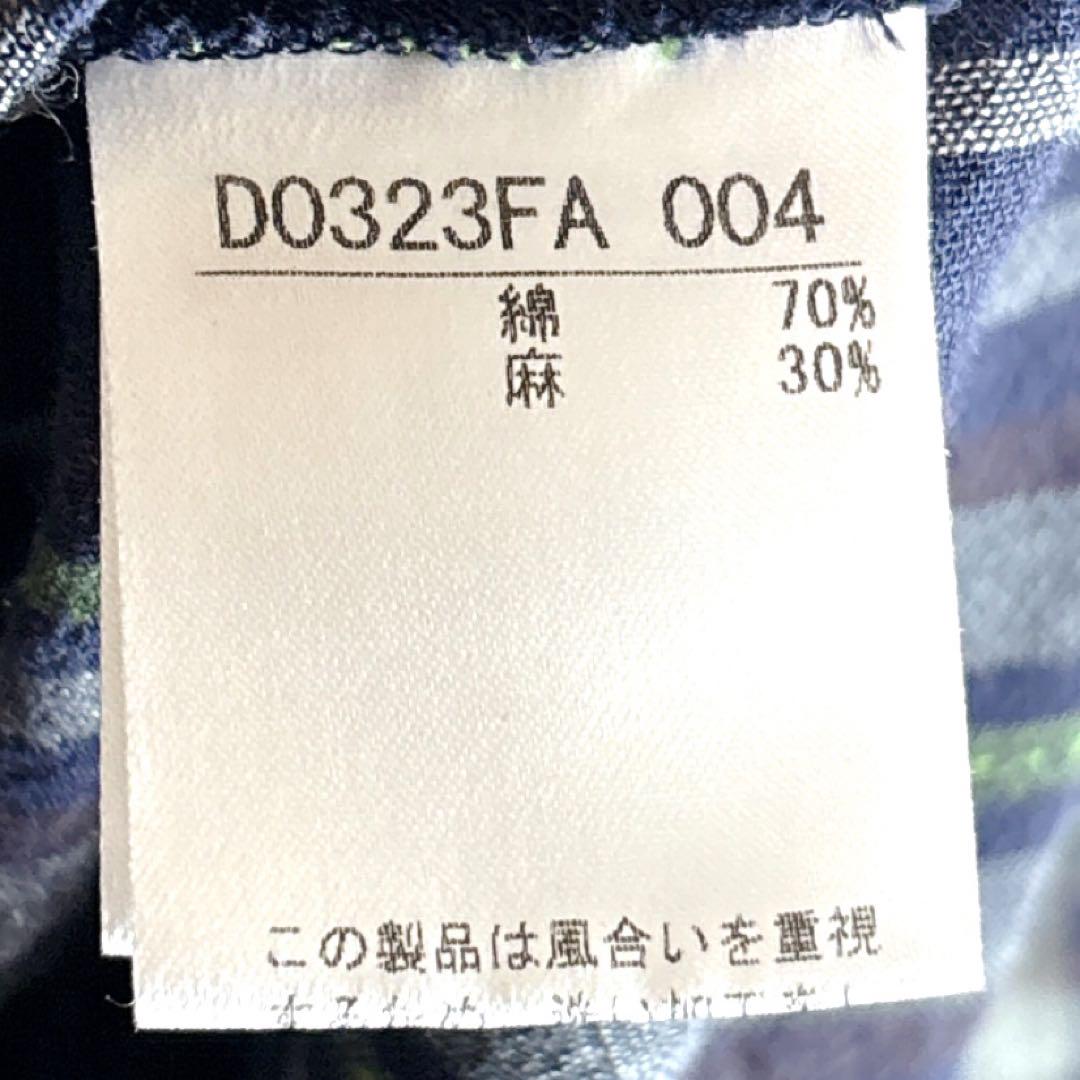 D0323FA 004
綿 70%
麻 30%
この製品は風合いを重視